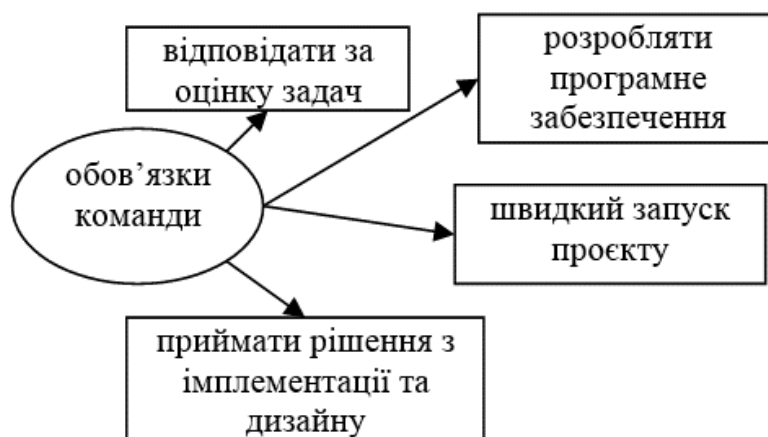 відповідати за
оцінку задач
розробляти
програмне
забезпечення
обов’язки
команди
швидкий запуск
проєкту
приймати рішення з
імплементації та
дизайну